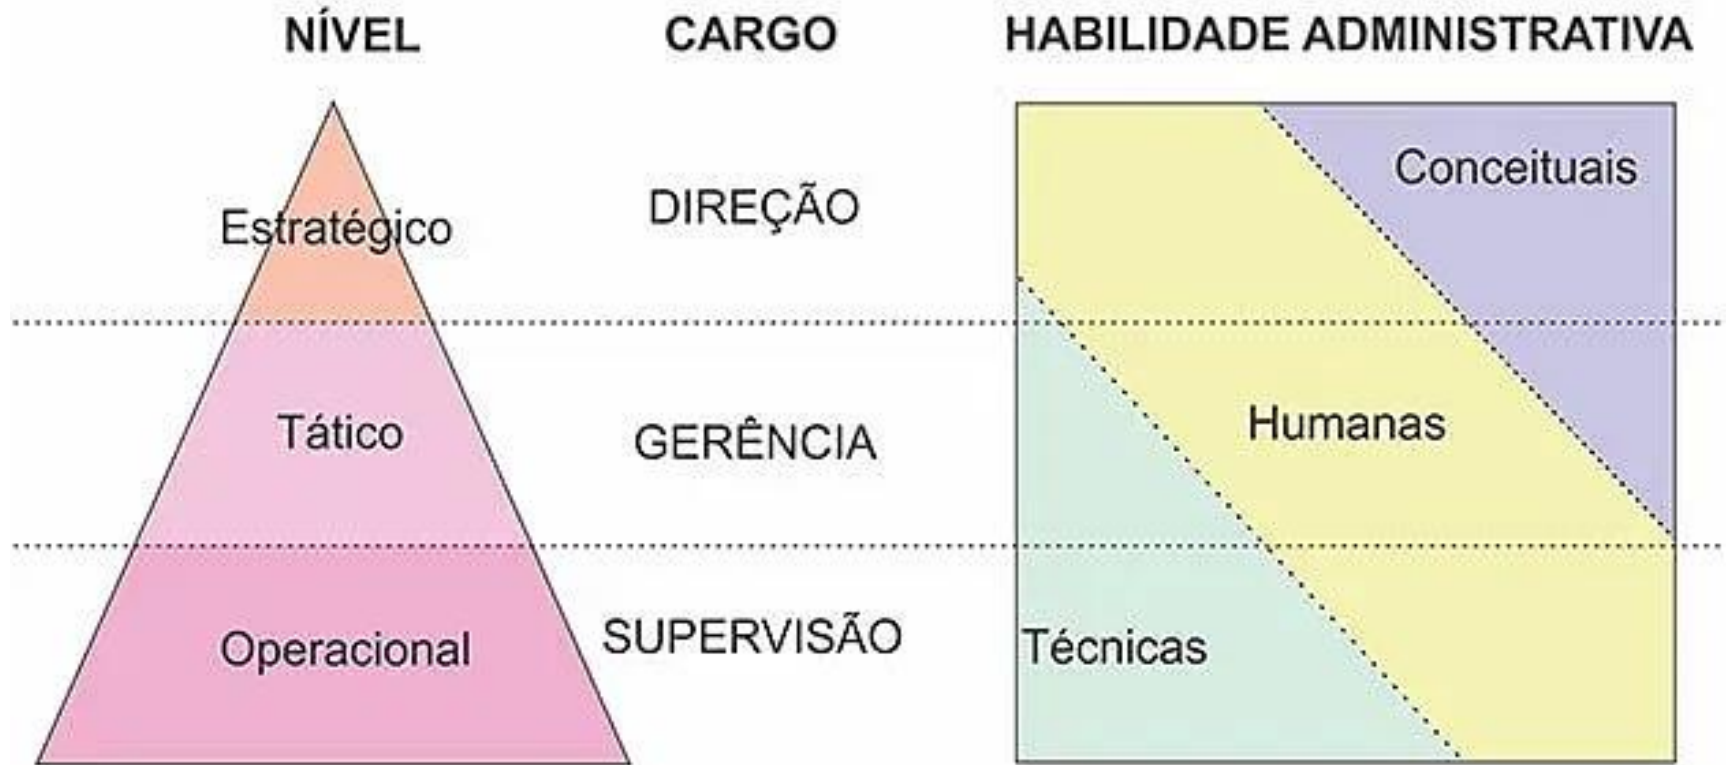 NÍVEL
CARGO
HABILIDADE ADMINISTRATIVA
Estratégico
DIREÇÃO
Conceituais
Tático
GERÊNCIA
Humanas
Operacional
SUPERVISÃO
Técnicas